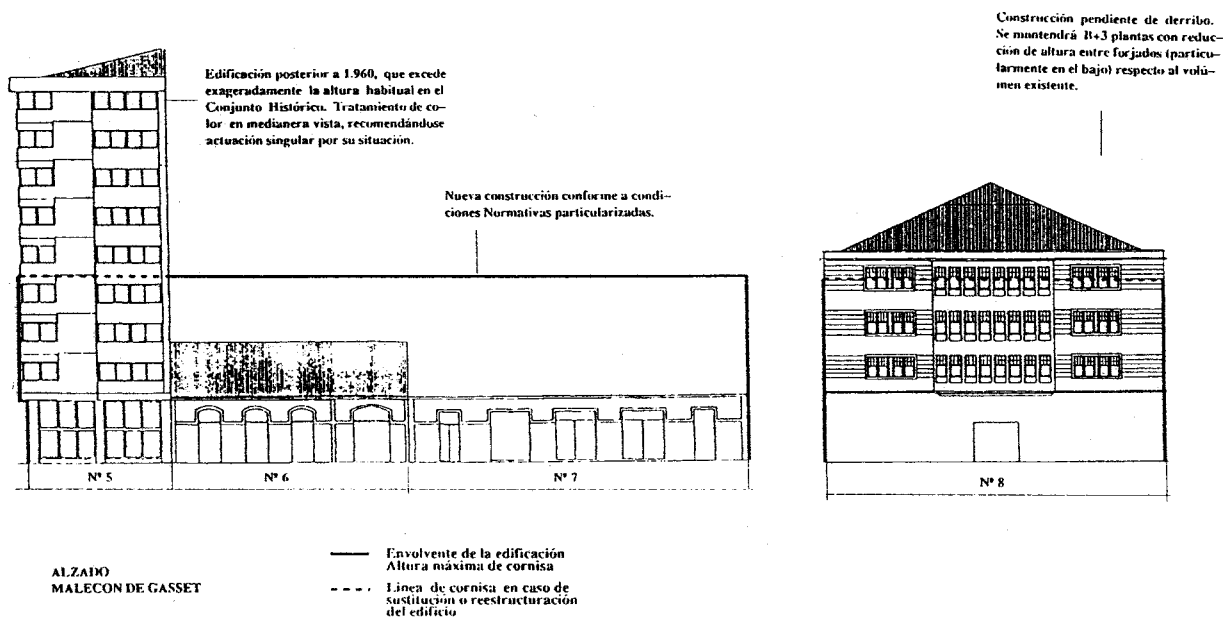 Construcción pendiente de derribo.
Se mantendrá B+3 plantas con reduc-
ción de altura entre forjados (particu-
larmente en el bajo) respecto al volú-
men existente.
Edificación posterior a 1.960, que excede
exageradamente la altura habitual en el
Conjunto Histórico. Tratamiento de co-
lor en medianera vista, recomendándose
actuación singular por su situación.
Nueva construcción conforme a condi-
ciones Normativas particularizadas.
Nº 5
Nº 6
Nº 7
Nº 8
ALZADO
MALECON DE GASSET
Envolvente de la edificación
Altura máxima de cornisa
Línea de cornisa en caso de
sustitución o reestructuración
del edificio